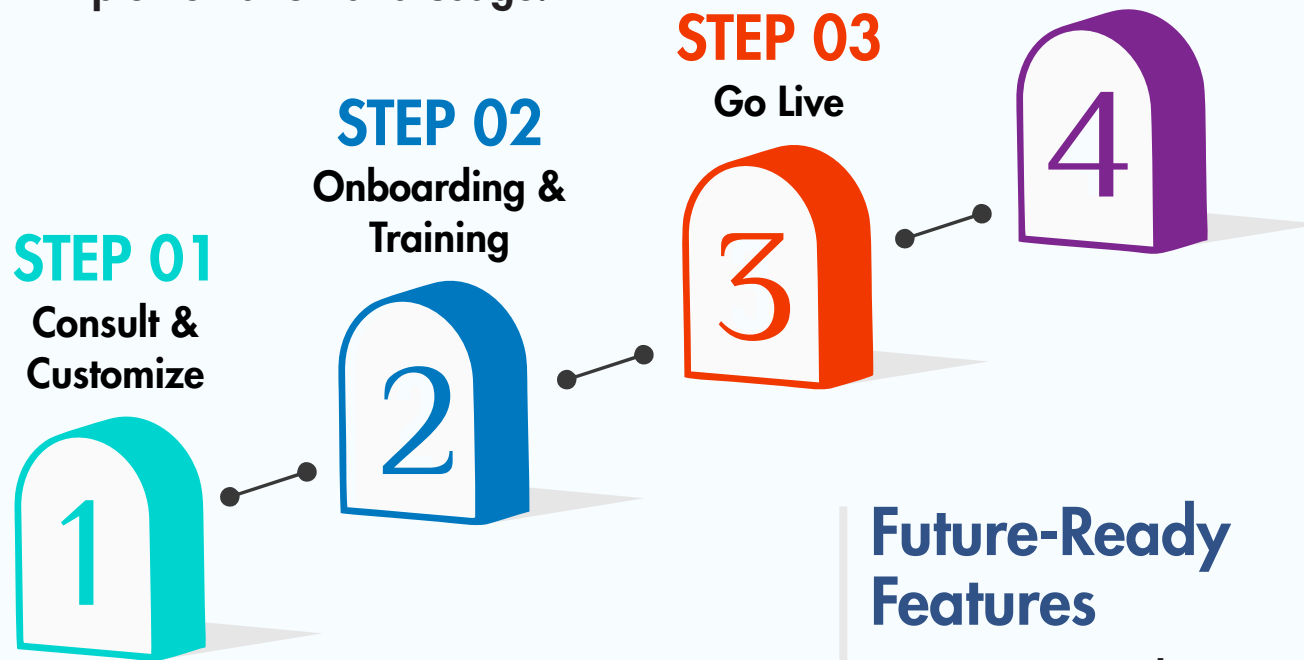 STEP 01
Consult &
Customize
1
STEP 02
Onboarding &
Training
2
STEP 03
Go Live
3
4
Future-Ready
Features